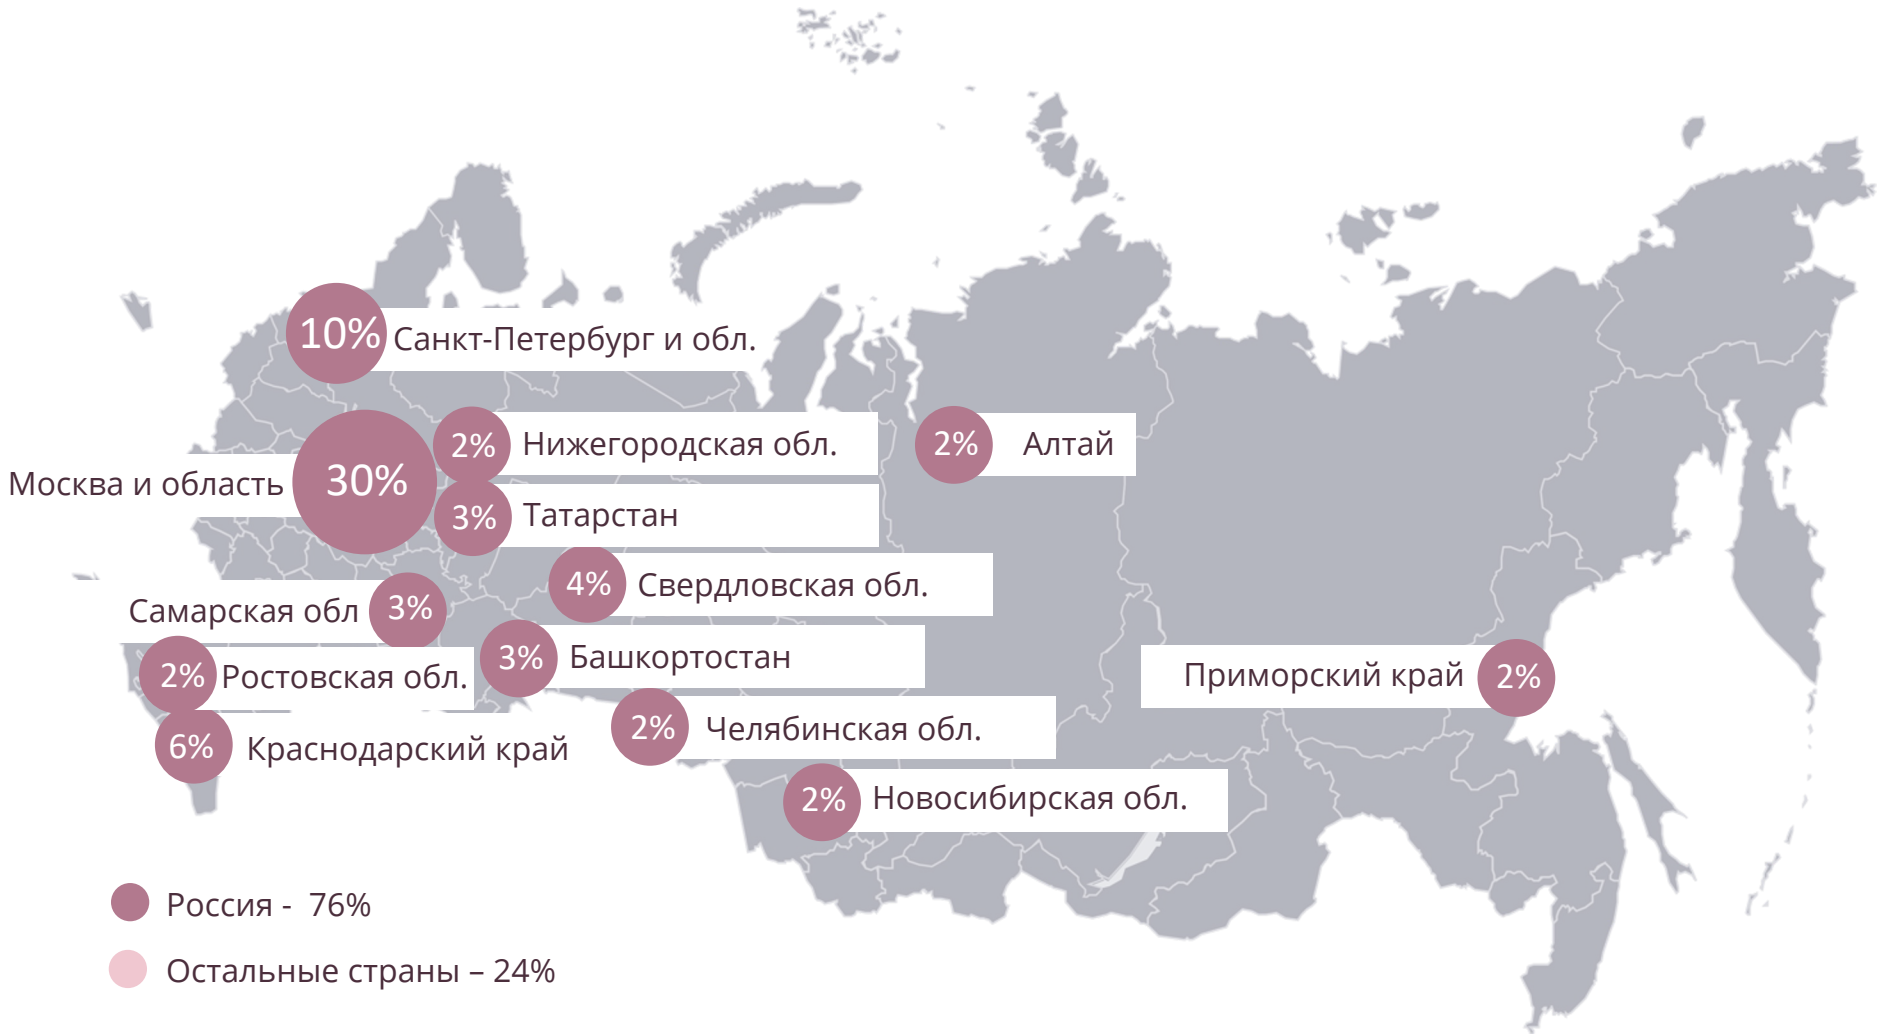 10% Санкт-Петербург и обл.
2% Нижегородская обл.
2% Алтай
Москва и область 30%
3% Татарстан
4% Свердловская обл.
Самарская обл 3%
3% Башкортостан
2% Ростовская обл.
Приморский край 2%
6% Краснодарский край
2% Челябинская обл.
2% Новосибирская обл.
Россия - 76%
Остальные страны – 24%